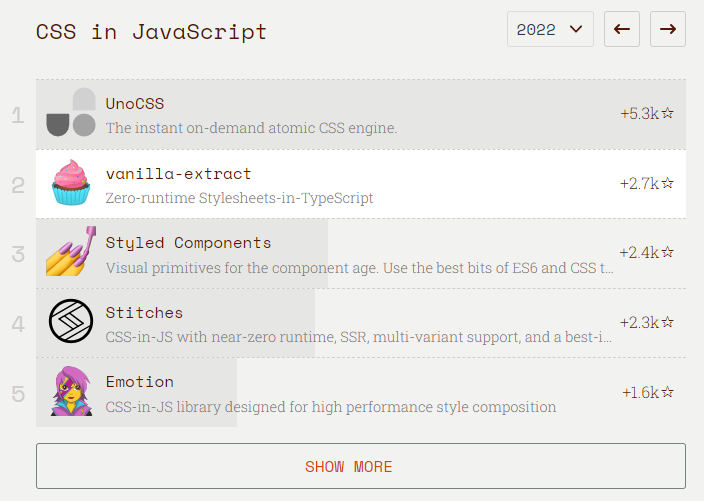 CSS in JavaScript
2022
1
UnoCSS
The instant on-demand atomic CSS engine.
+5.3k☆
2
vanilla-extract
Zero-runtime Stylesheets-in-TypeScript
+2.7k☆
3
Styled Components
Visual primitives for the component age. Use the best bits of ES6 and CSS t...
+2.4k☆
4
Stitches
CSS-in-JS with near-zero runtime, SSR, multi-variant support, and a best-i...
+2.3k☆
5
Emotion
CSS-in-JS library designed for high performance style composition
+1.6k☆
SHOW MORE